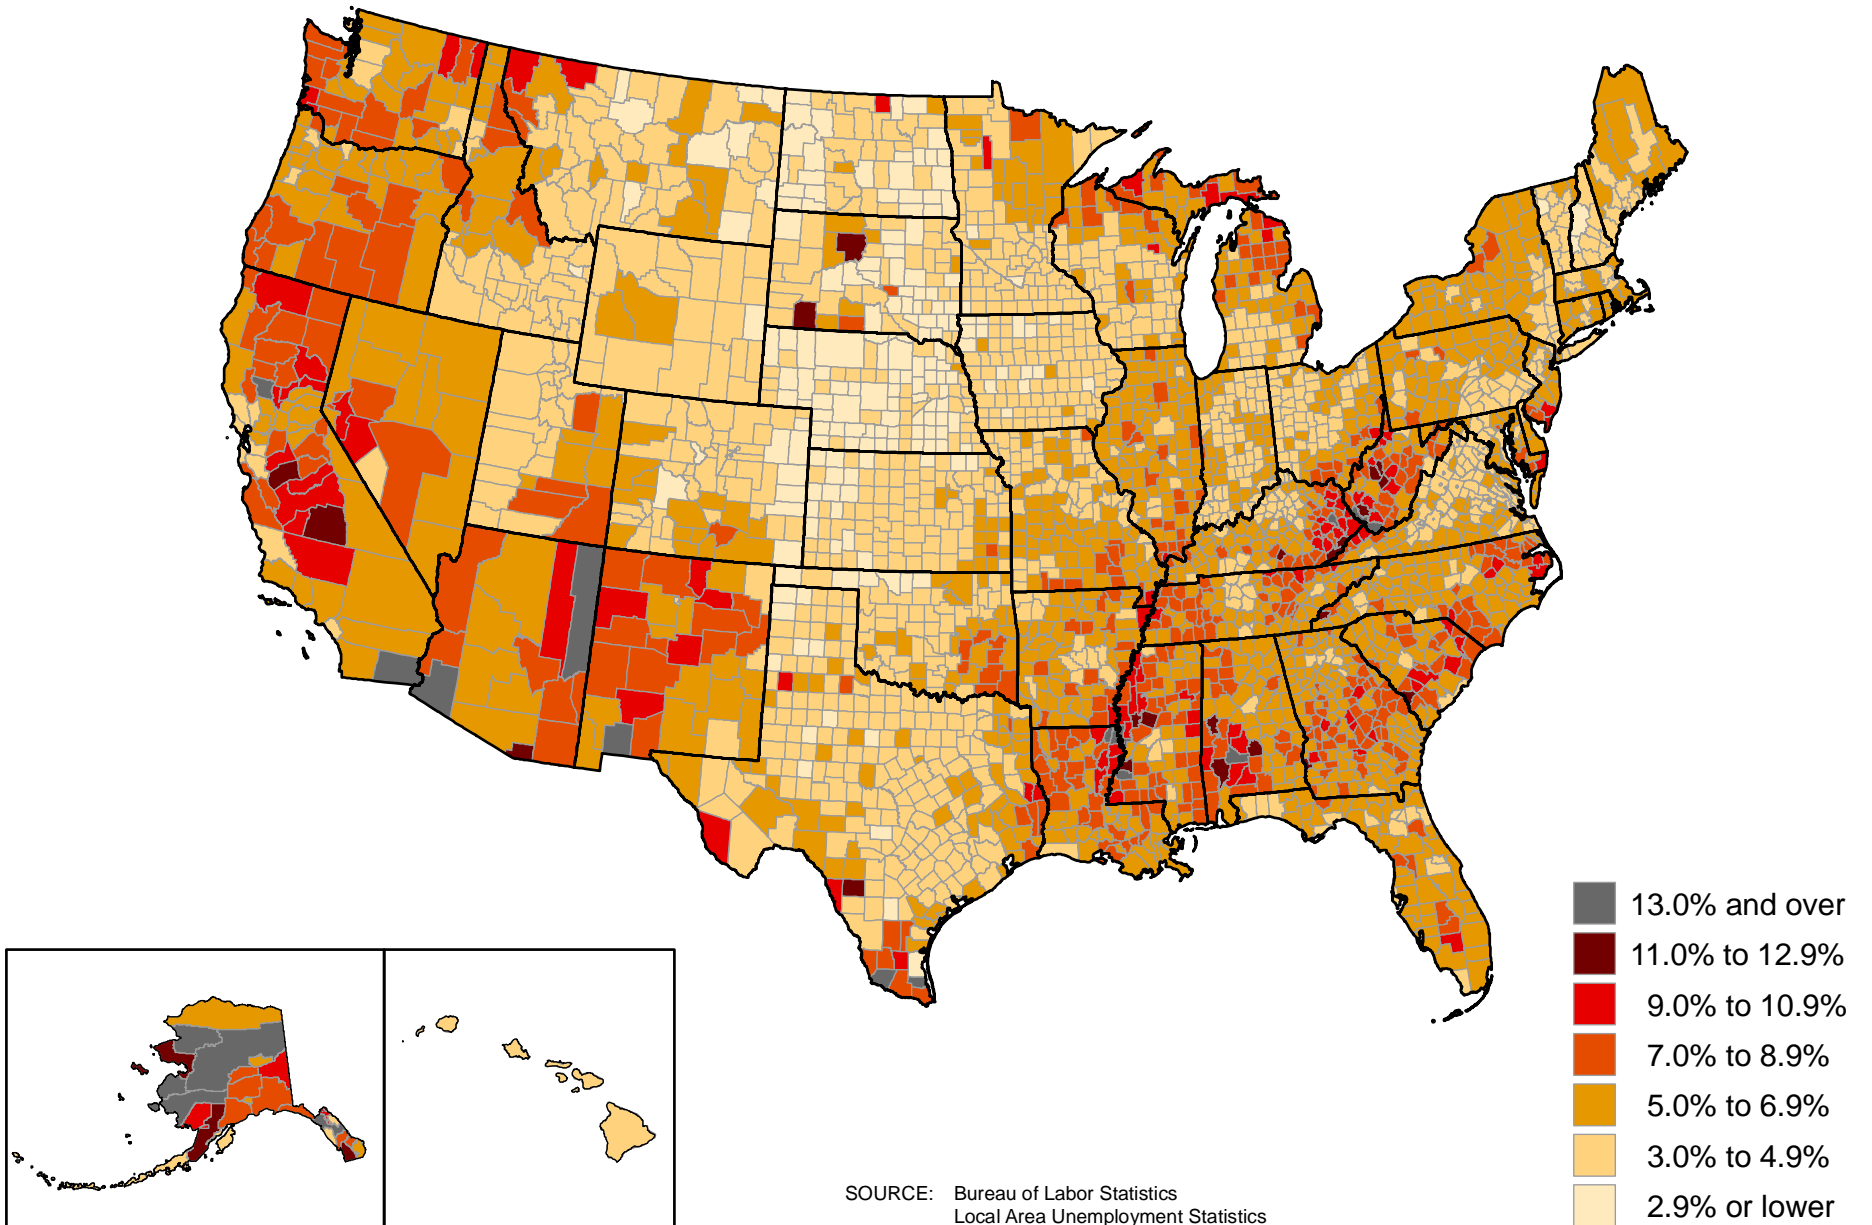 13.0% and over
11.0% to 12.9%
9.0% to 10.9%
7.0% to 8.9%
5.0% to 6.9%
3.0% to 4.9%
2.9% or lower
SOURCE: Bureau of Labor Statistics
Local Area Unemployment Statistics